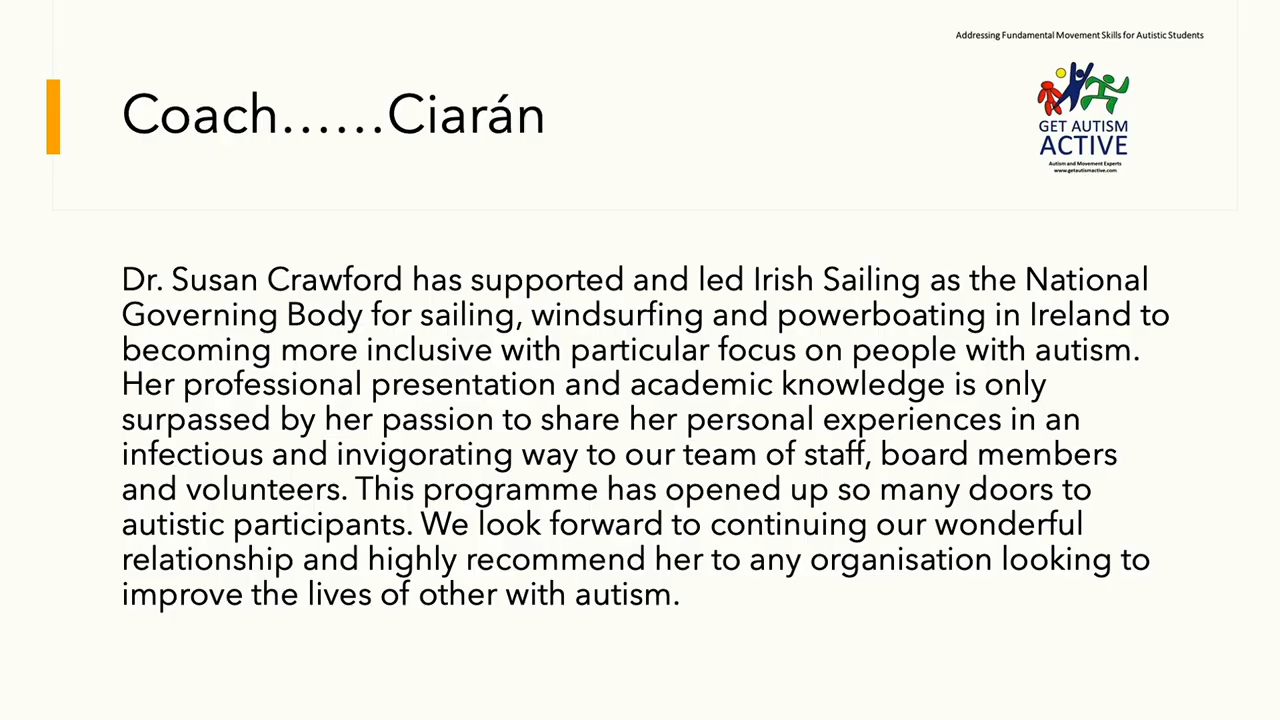 Addressing Fundamental Movement Skills for Autistic Students
Coach......Ciarán
GET AUTISM
ACTIVE
Autism and Movement Experts
www.getautismactive.com
Dr. Susan Crawford has supported and led Irish Sailing as the National
Governing Body for sailing, windsurfing and powerboating in Ireland to
becoming more inclusive with particular focus on people with autism.
Her professional presentation and academic knowledge is only
surpassed by her passion to share her personal experiences in an
infectious and invigorating way to our team of staff, board members
and volunteers. This programme has opened up so many doors to
autistic participants. We look forward to continuing our wonderful
relationship and highly recommend her to any organisation looking to
improve the lives of other with autism.